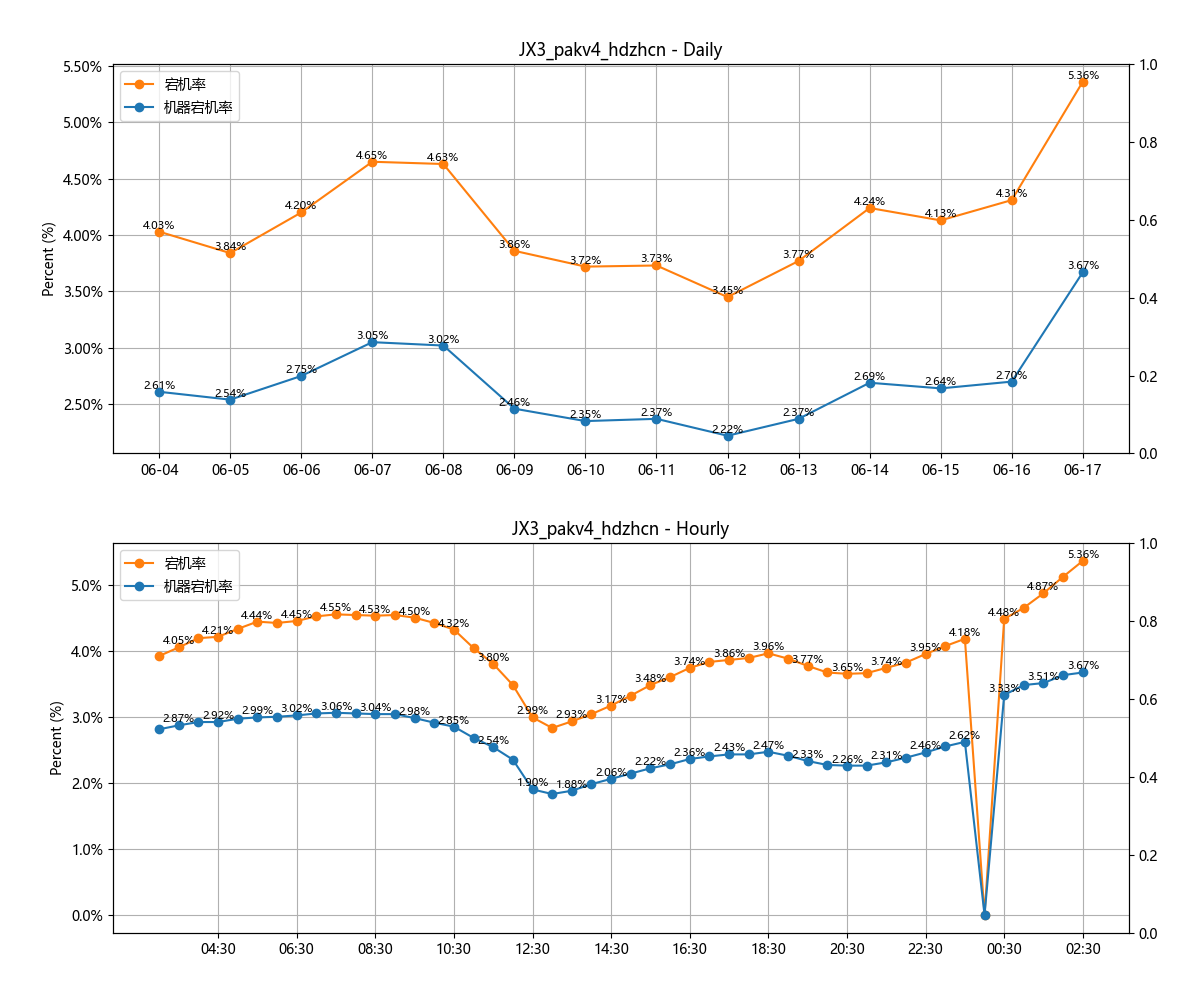 JX3_pakv4_hdzhcn - Daily
宕机率
机器宕机率
Percent (%)
5.50%
5.00%
4.50%
4.00%
3.50%
3.00%
2.50%
1.0
0.8
0.6
0.4
0.2
0.0
4.03% 3.84% 4.20% 4.65% 4.63% 3.86% 3.72% 3.73% 3.45% 3.77% 4.24% 4.13% 4.31% 5.36%
2.61% 2.54% 2.75% 3.05% 3.02% 2.46% 2.35% 2.37% 2.22% 2.37% 2.69% 2.64% 2.70% 3.67%
06-04 06-05 06-06 06-07 06-08 06-09 06-10 06-11 06-12 06-13 06-14 06-15 06-16 06-17
JX3_pakv4_hdzhcn - Hourly
宕机率
机器宕机率
Percent (%)
5.0%
4.0%
3.0%
2.0%
1.0%
0.0%
1.0
0.8
0.6
0.4
0.2
0.0
4.05% 4.21% 4.44% 4.45% 4.55% 4.53% 4.50% 4.32% 3.80% 2.99% 2.93% 3.17% 3.48% 3.74% 3.86% 3.96% 3.77% 3.65% 3.74% 3.95% 4.18% 4.48% 4.87% 5.36%
2.87% 2.92% 2.99% 3.02% 3.06% 3.04% 2.98% 2.85% 2.54% 1.90% 1.88% 2.06% 2.22% 2.36% 2.43% 2.47% 2.33% 2.26% 2.31% 2.46% 2.62% 3.33% 3.51% 3.67%
04:30 06:30 08:30 10:30 12:30 14:30 16:30 18:30 20:30 22:30 00:30 02:30